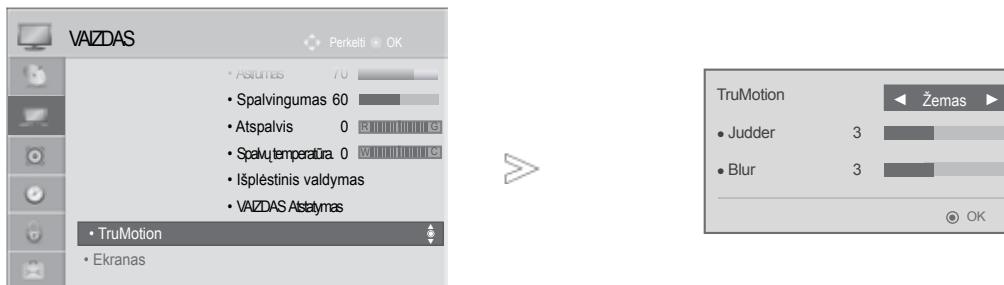 VAIZDAS
Perkelti OK
• Aštrumas 70
• Spalvingumas 60
• Atspalvis 0 R G
• Spalvų temperatūra 0 W C
• Išplėstinis valdymas
• VAIZDAS Atstatymas
• TruMotion
• Ekranas
TruMotion ◄ Žemas ►
• Judder 3
• Blur 3
OK